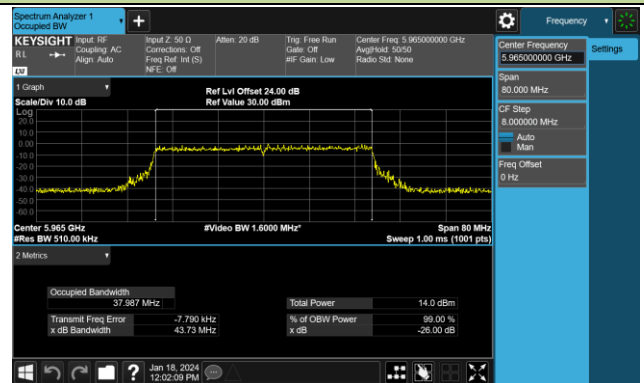 Spectrum Analyzer 1
Occupied BW
Frequency
KEYSIGHT
Input: RF
Input Z: 50 Ω
Atten: 20 dB
Trig: Free Run
Center Freq: 5.965000000 GHz
RL
Coupling: AC
Corrections: Off
Gate: Off
Avg|Hold: 50/50
Align: Auto
Freq Ref: Int (S)
#IF Gain: Low
Radio Std: None
LXI
NFE: Off
Center Frequency
5.965000000 GHz
Settings
Span
80.000 MHz
CF Step
8.000000 MHz
Auto
Man
Freq Offset
0 Hz
1 Graph
Ref Lvl Offset 24.00 dB
Scale/Div 10.0 dB
Ref Value 30.00 dBm
Log
20.0
10.0
0.00
-10.0
-20.0
-30.0
-40.0
-50.0
-60.0
Center 5.965 GHz
#Video BW 1.6000 MHz*
Span 80 MHz
#Res BW 510.00 kHz
Sweep 1.00 ms (1001 pts)
2 Metrics
Occupied Bandwidth
37.987 MHz
Total Power
14.0 dBm
Transmit Freq Error
-7.790 kHz
% of OBW Power
99.00 %
x dB Bandwidth
43.73 MHz
x dB
-26.00 dB
?
Jan 18, 2024
12:02:09 PM